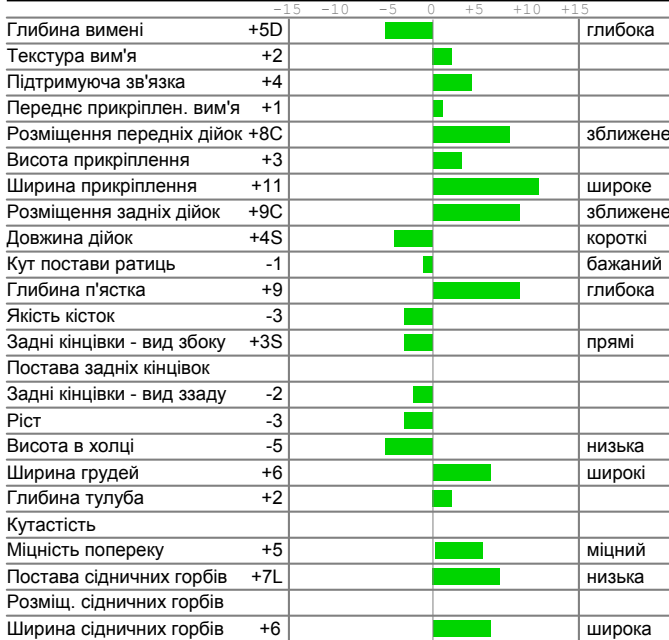 -15 -10 -5 0 +5 +10 +15
Глибина вимені +5D глибока
Текстура вим'я +2
Підтримуюча зв'язка +4
Переднє прикріплен. вим'я +1
Розміщення передніх дійок +8C зближене
Висота прикріплення +3
Ширина прикріплення +11 широке
Розміщення задніх дійок +9C зближене
Довжина дійок +4S короткі
Кут постави ратиць -1 бажаний
Глибина п'ястка +9 глибока
Якість кісток -3
Задні кінцівки - вид збоку +3S прямі
Постава задніх кінцівок
Задні кінцівки - вид ззаду -2
Ріст -3
Висота в холці -5 низька
Ширина грудей +6 широкі
Глибина тулуба +2
Кутастість
Міцність попереку +5 міцний
Постава сідничних горбів +7L низька
Розміщ. сідничних горбів
Ширина сідничних горбів +6 широка